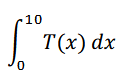 ∫₀¹⁰ T(x) dx